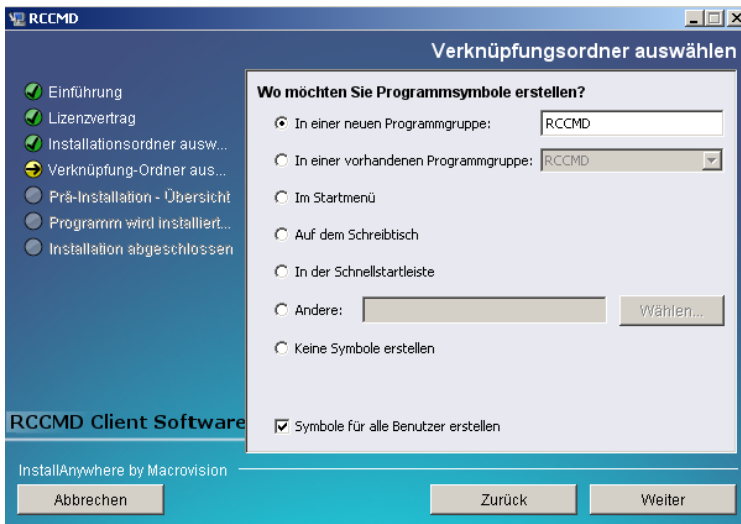 RCCMD
Verknüpfungsordner auswählen
Einführung
Lizenzvertrag
Installationsordner ausw...
Verknüpfung-Ordner aus...
Prä-Installation - Übersicht
Programm wird installiert...
Installation abgeschlossen
Wo möchten Sie Programmsymbole erstellen?
In einer neuen Programmgruppe: RCCMD
In einer vorhandenen Programmgruppe: RCCMD
Im Startmenü
Auf dem Schreibtisch
In der Schnellstartleiste
Andere: Wählen...
Keine Symbole erstellen
Symbole für alle Benutzer erstellen
RCCMD Client Software
InstallAnywhere by Macrovision
Abbrechen Zurück Weiter